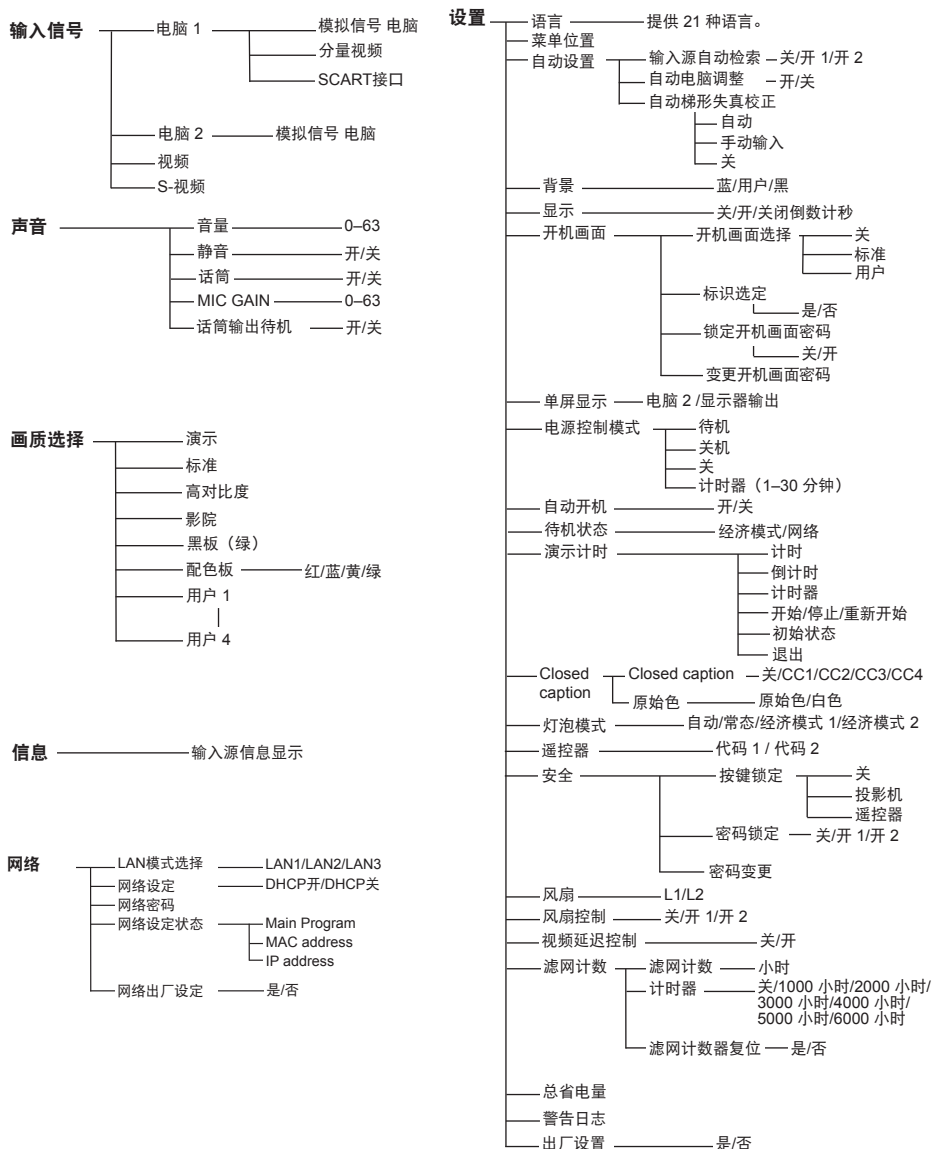 输入信号
电脑 1
模拟信号 电脑
分量视频
SCART接口
电脑 2
模拟信号 电脑
视频
S-视频
声音
音量
0–63
静音
开/关
话筒
开/关
MIC GAIN
0–63
话筒输出待机
开/关
画质选择
演示
标准
高对比度
影院
黑板（绿）
配色板
红/蓝/黄/绿
用户 1
用户 4
信息
输入源信息显示
网络
LAN模式选择
LAN1/LAN2/LAN3
网络设定
DHCP开/DHCP关
网络密码
网络设定状态
Main Program
MAC address
IP address
网络出厂设定
是/否
设置
语言
提供 21 种语言。
菜单位置
自动设置
输入源自动检索
关/开 1/开 2
自动电脑调整
开/关
自动梯形失真校正
自动
手动输入
关
背景
蓝/用户/黑
显示
关/开/关闭倒数计秒
开机画面
开机画面选择
关
标准
用户
标识选定
是/否
锁定开机画面密码
关/开
变更开机画面密码
单屏显示
电脑 2 /显示器输出
电源控制模式
待机
关机
关
计时器（1–30 分钟）
自动开机
开/关
待机状态
经济模式/网络
演示计时
计时
倒计时
计时器
开始/停止/重新开始
初始状态
退出
Closed
caption
Closed caption
关/CC1/CC2/CC3/CC4
原始色
原始色/白色
灯泡模式
自动/常态/经济模式 1/经济模式 2
遥控器
代码 1 / 代码 2
安全
按键锁定
关
投影机
遥控器
密码锁定
关/开 1/开 2
密码变更
风扇
L1/L2
风扇控制
关/开 1/开 2
视频延迟控制
关/开
滤网计数
滤网计数
小时
计时器
关/1000 小时/2000 小时/
3000 小时/4000 小时/
5000 小时/6000 小时
滤网计数器复位
是/否
总省电量
警告日志
出厂设置
是/否